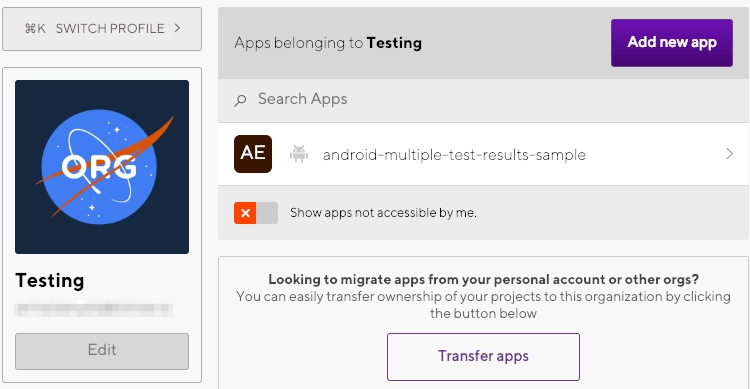 ⌘K SWITCH PROFILE
ORG
Testing
Edit
Apps belonging to Testing
Add new app
Search Apps
AE
android-multiple-test-results-sample
Show apps not accessible by me.
Looking to migrate apps from your personal account or other orgs?
You can easily transfer ownership of your projects to this organization by clicking
the button below
Transfer apps